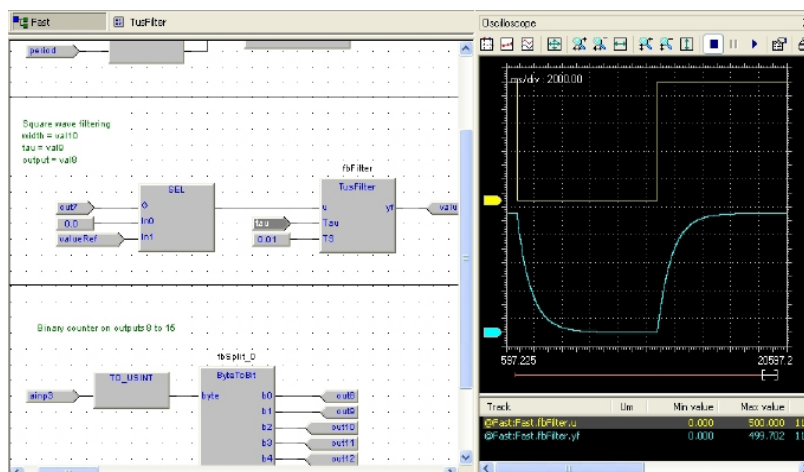 Fast
TusFilter
period
Square wave filtering
width = val10
tau = val9
output = val8
SEL
out7
0.0
valueRef
G
In0
In1
fbFilter
TusFilter
u
yf
Tau
TS
tau
0.01
valu
Binary counter on outputs 8 to 15
fbSplit_0
TO_USINT
ByteToBit
ainp3
byte
b0
b1
b2
b3
b4
out8
out9
out10
out11
out12
Oscilloscope
ms/div : 2000.00
597.225
20597.2
Track
Um
Min value
Max value
@Fast:Fast.fbFilter.u
0.000
500.000
11
@Fast:Fast.fbFilter.yf
0.000
499.702
11